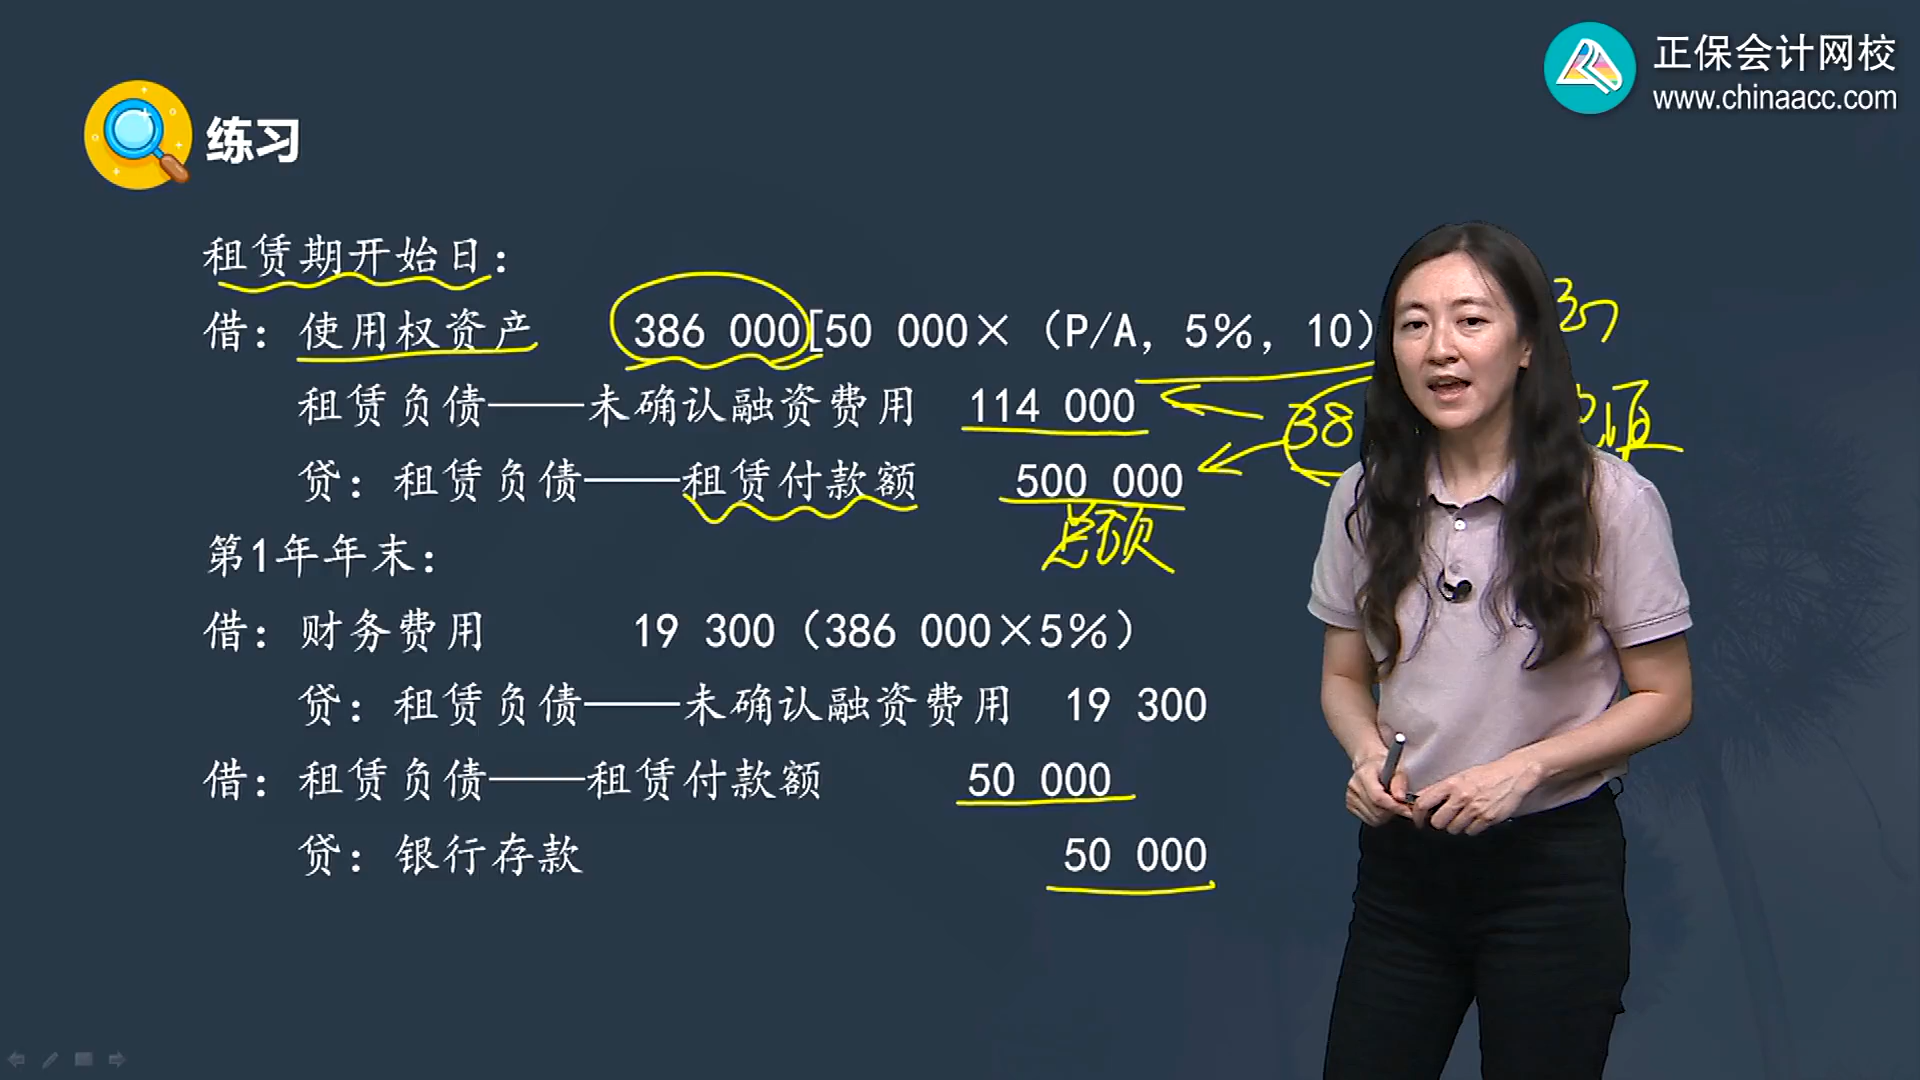 正保会计网校
www.chinaacc.com
练习
租赁期开始日：
借：使用权资产 386 000[50 000×（P/A，5%，10）
租赁负债——未确认融资费用 114 000
38
贷：租赁负债——租赁付款额 500 000
总额
第1年年末：
借：财务费用 19 300（386 000×5%）
贷：租赁负债——未确认融资费用 19 300
借：租赁负债——租赁付款额 50 000
贷：银行存款 50 000